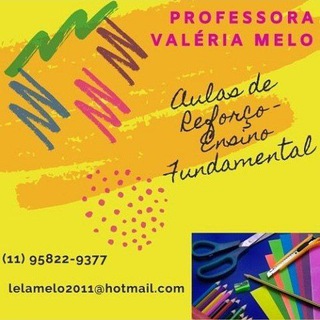 PROFESSORA
VALÉRIA MELO
Aulas de
Reforço -
Ensino
Fundamental
(11) 95822-9377
lelamelo2011@hotmail.com